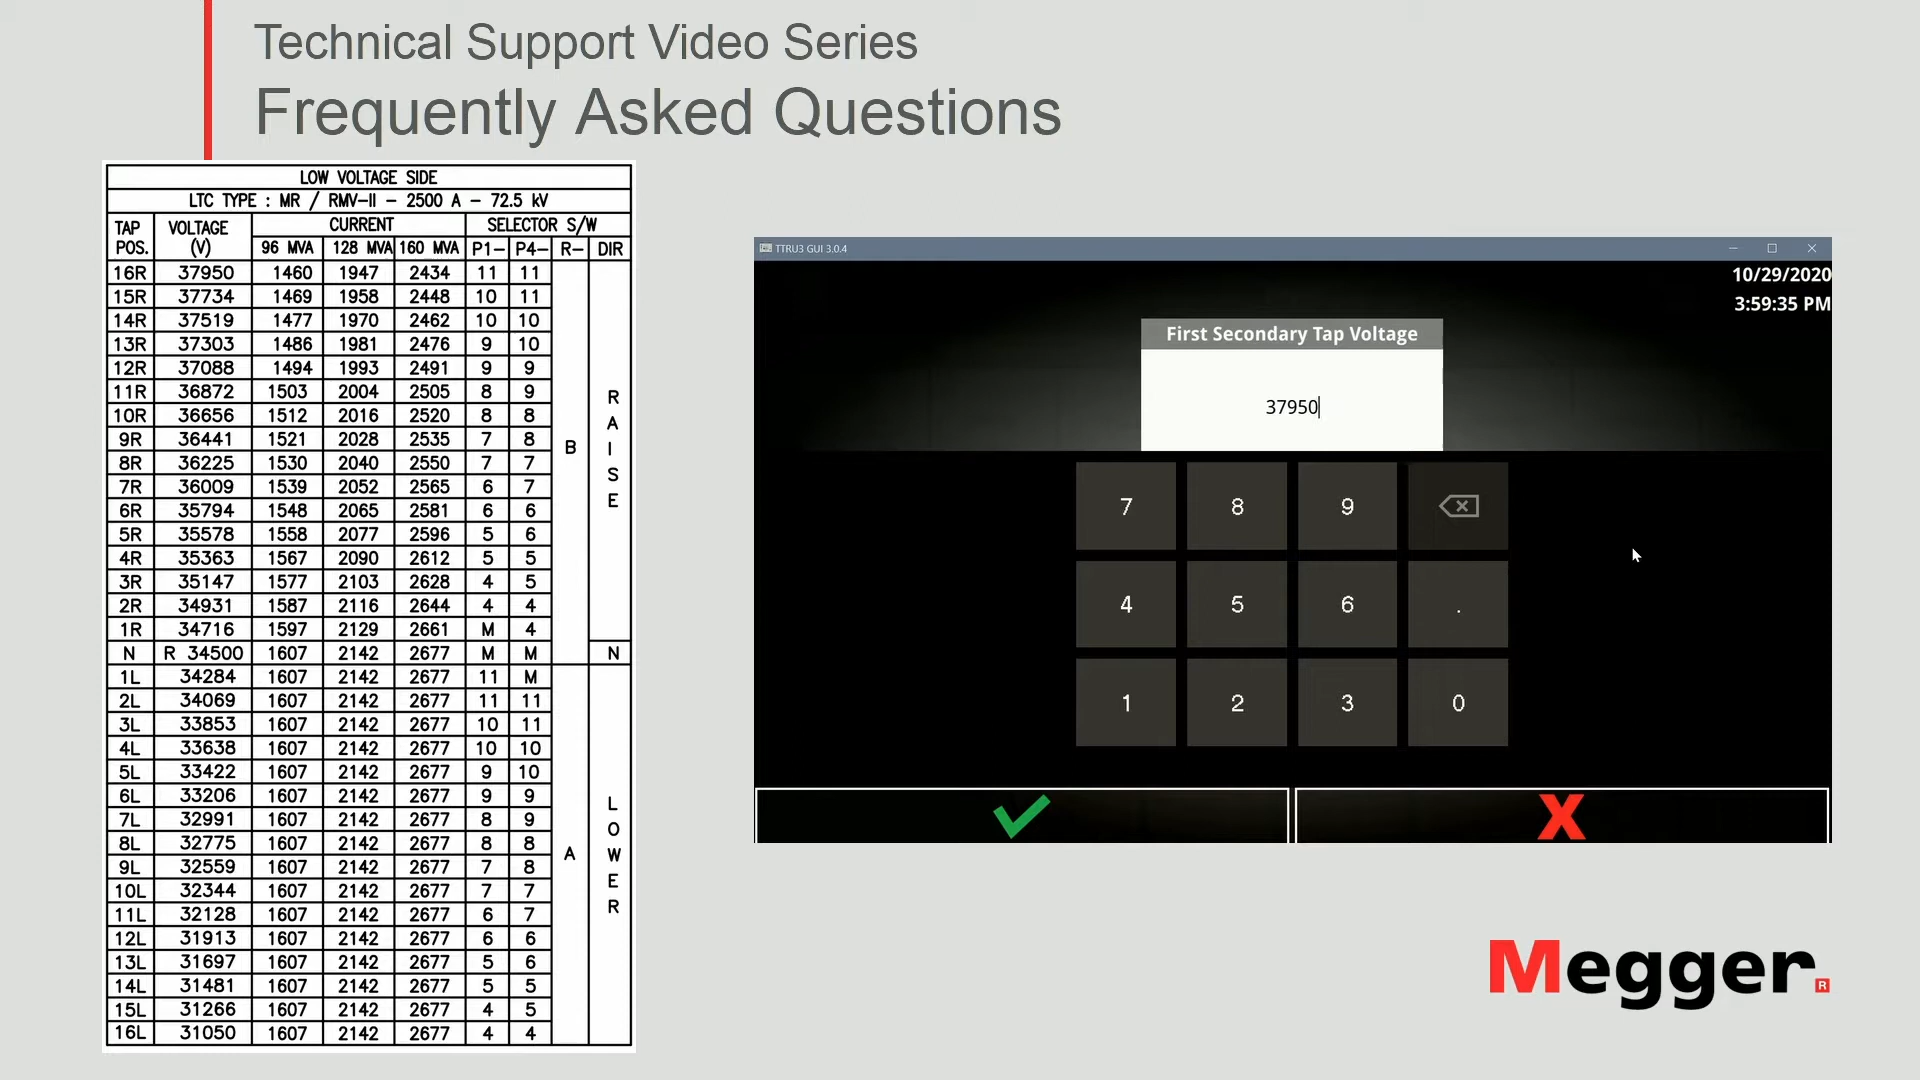 Technical Support Video Series
Frequently Asked Questions
LOW VOLTAGE SIDE
LTC TYPE : MR / RMV-II - 2500 A - 72.5 kV
TAP POS. VOLTAGE (V) CURRENT SELECTOR S/W
96 MVA 128 MVA 160 MVA P1- P4- R- DIR
16R 37950 1460 1947 2434 11 11
15R 37734 1469 1958 2448 10 11
14R 37519 1477 1970 2462 10 10
13R 37303 1486 1981 2476 9 10
12R 37088 1494 1993 2491 9 9
11R 36872 1503 2004 2505 8 9
10R 36656 1512 2016 2520 8 8
9R 36441 1521 2028 2535 7 8
8R 36225 1530 2040 2550 7 7
7R 36009 1539 2052 2565 6 7
6R 35794 1548 2065 2581 6 6
5R 35578 1558 2077 2596 5 6
4R 35363 1567 2090 2612 5 5
3R 35147 1577 2103 2628 4 5
2R 34931 1587 2116 2644 4 4
1R 34716 1597 2129 2661 M 4
B RAISE
N R 34500 1607 2142 2677 M M N
1L 34284 1607 2142 2677 11 M
2L 34069 1607 2142 2677 11 11
3L 33853 1607 2142 2677 10 11
4L 33638 1607 2142 2677 10 10
5L 33422 1607 2142 2677 9 10
6L 33206 1607 2142 2677 9 9
7L 32991 1607 2142 2677 8 9
8L 32775 1607 2142 2677 8 8
9L 32559 1607 2142 2677 7 8
10L 32344 1607 2142 2677 7 7
11L 32128 1607 2142 2677 6 7
12L 31913 1607 2142 2677 6 6
13L 31697 1607 2142 2677 5 6
14L 31481 1607 2142 2677 5 5
15L 31266 1607 2142 2677 4 5
16L 31050 1607 2142 2677 4 4
A LOWER
TTRU3 GUI 3.0.4
10/29/2020
3:59:35 PM
First Secondary Tap Voltage
37950
7 8 9
4 5 6 .
1 2 3 0
X
Megger
R